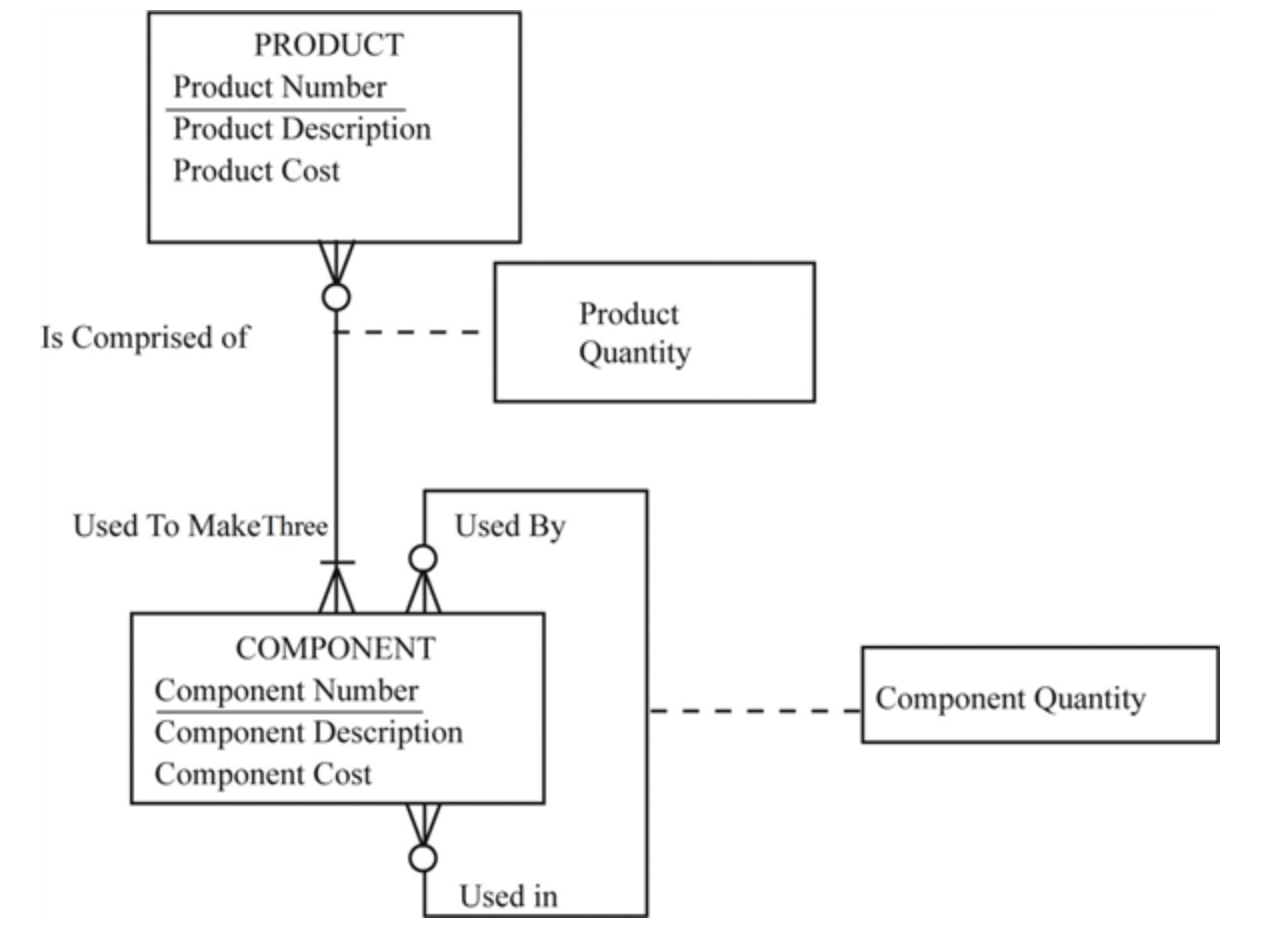 PRODUCT
Product Number
Product Description
Product Cost
Product
Quantity
Is Comprised of
Used To MakeThree
Used By
COMPONENT
Component Number
Component Description
Component Cost
Component Quantity
Used in